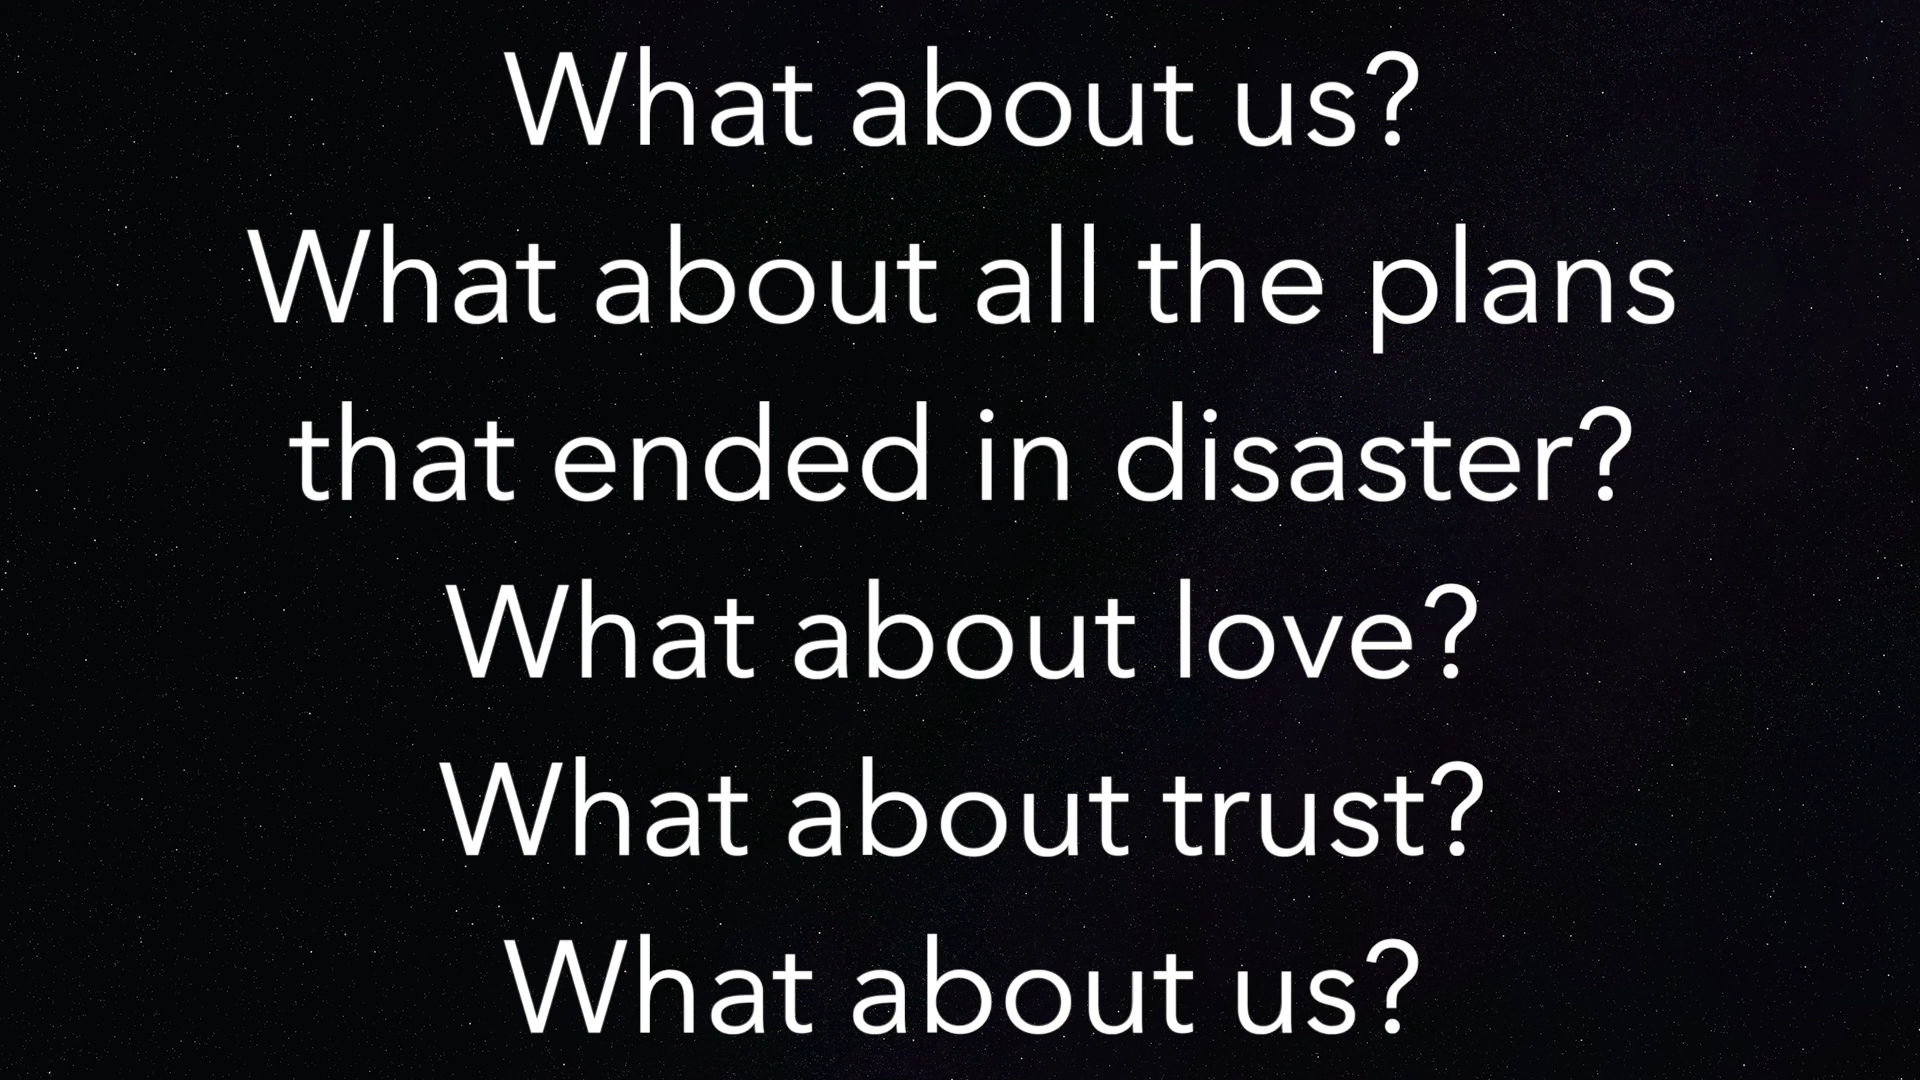 What about us?
What about all the plans
that ended in disaster?
What about love?
What about trust?
What about us?